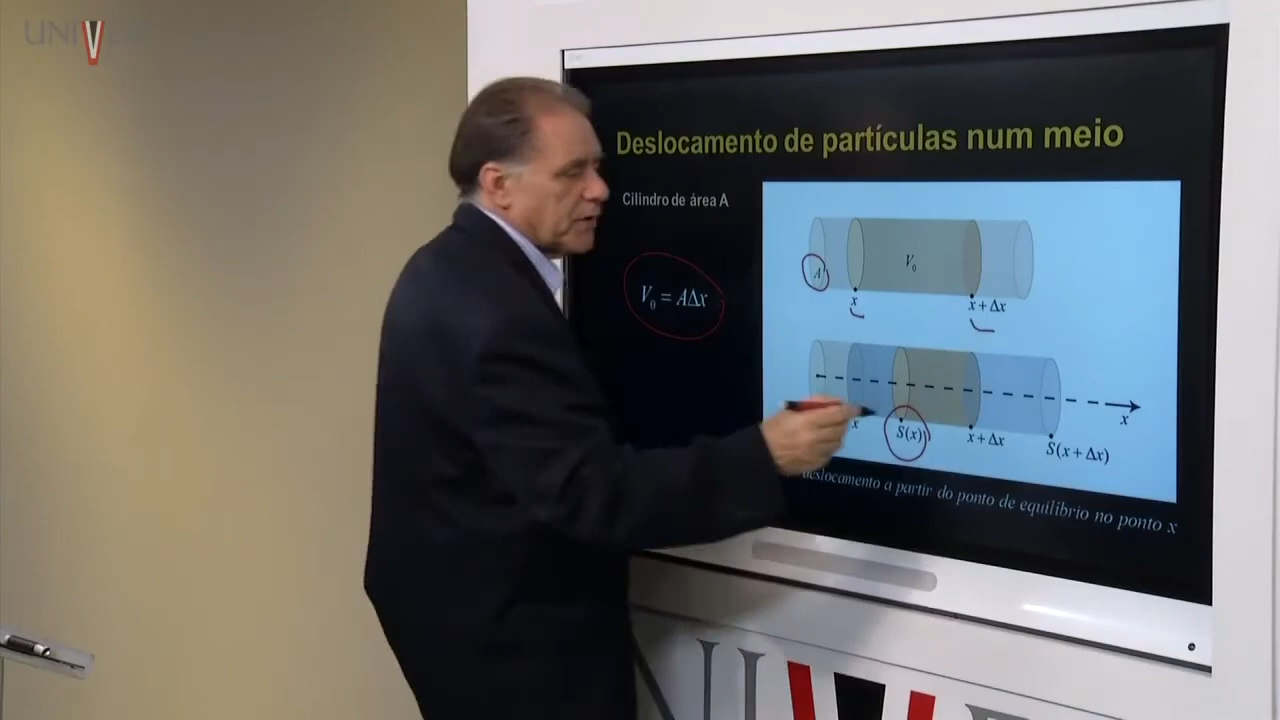 Deslocamento de partículas num meio
Cilindro de área A
V₀ = AΔx
A
V₀
x
x + Δx
x
S(x)
x + Δx
S(x + Δx)
x
deslocamento a partir do ponto de equilíbrio no ponto x